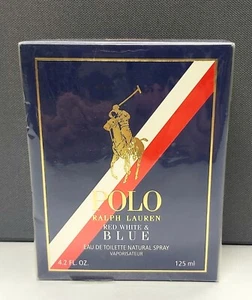 POLO
RALPH LAUREN
RED WHITE &
BLUE
EAU DE TOILETTE NATURAL SPRAY
VAPORISATEUR
4.2 FL. OZ. 125 ml